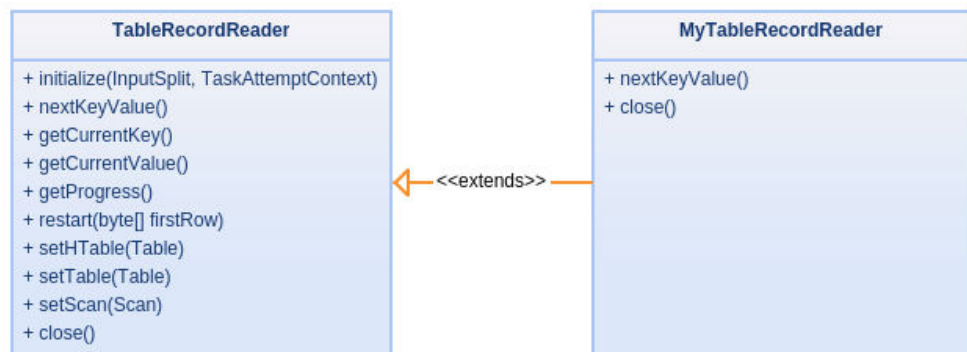 TableRecordReader
+ initialize(InputSplit, TaskAttemptContext)
+ nextKeyValue()
+ getCurrentKey()
+ getCurrentValue()
+ getProgress()
+ restart(byte[] firstRow)
+ setHTable(Table)
+ setTable(Table)
+ setScan(Scan)
+ close()
<<extends>>
MyTableRecordReader
+ nextKeyValue()
+ close()